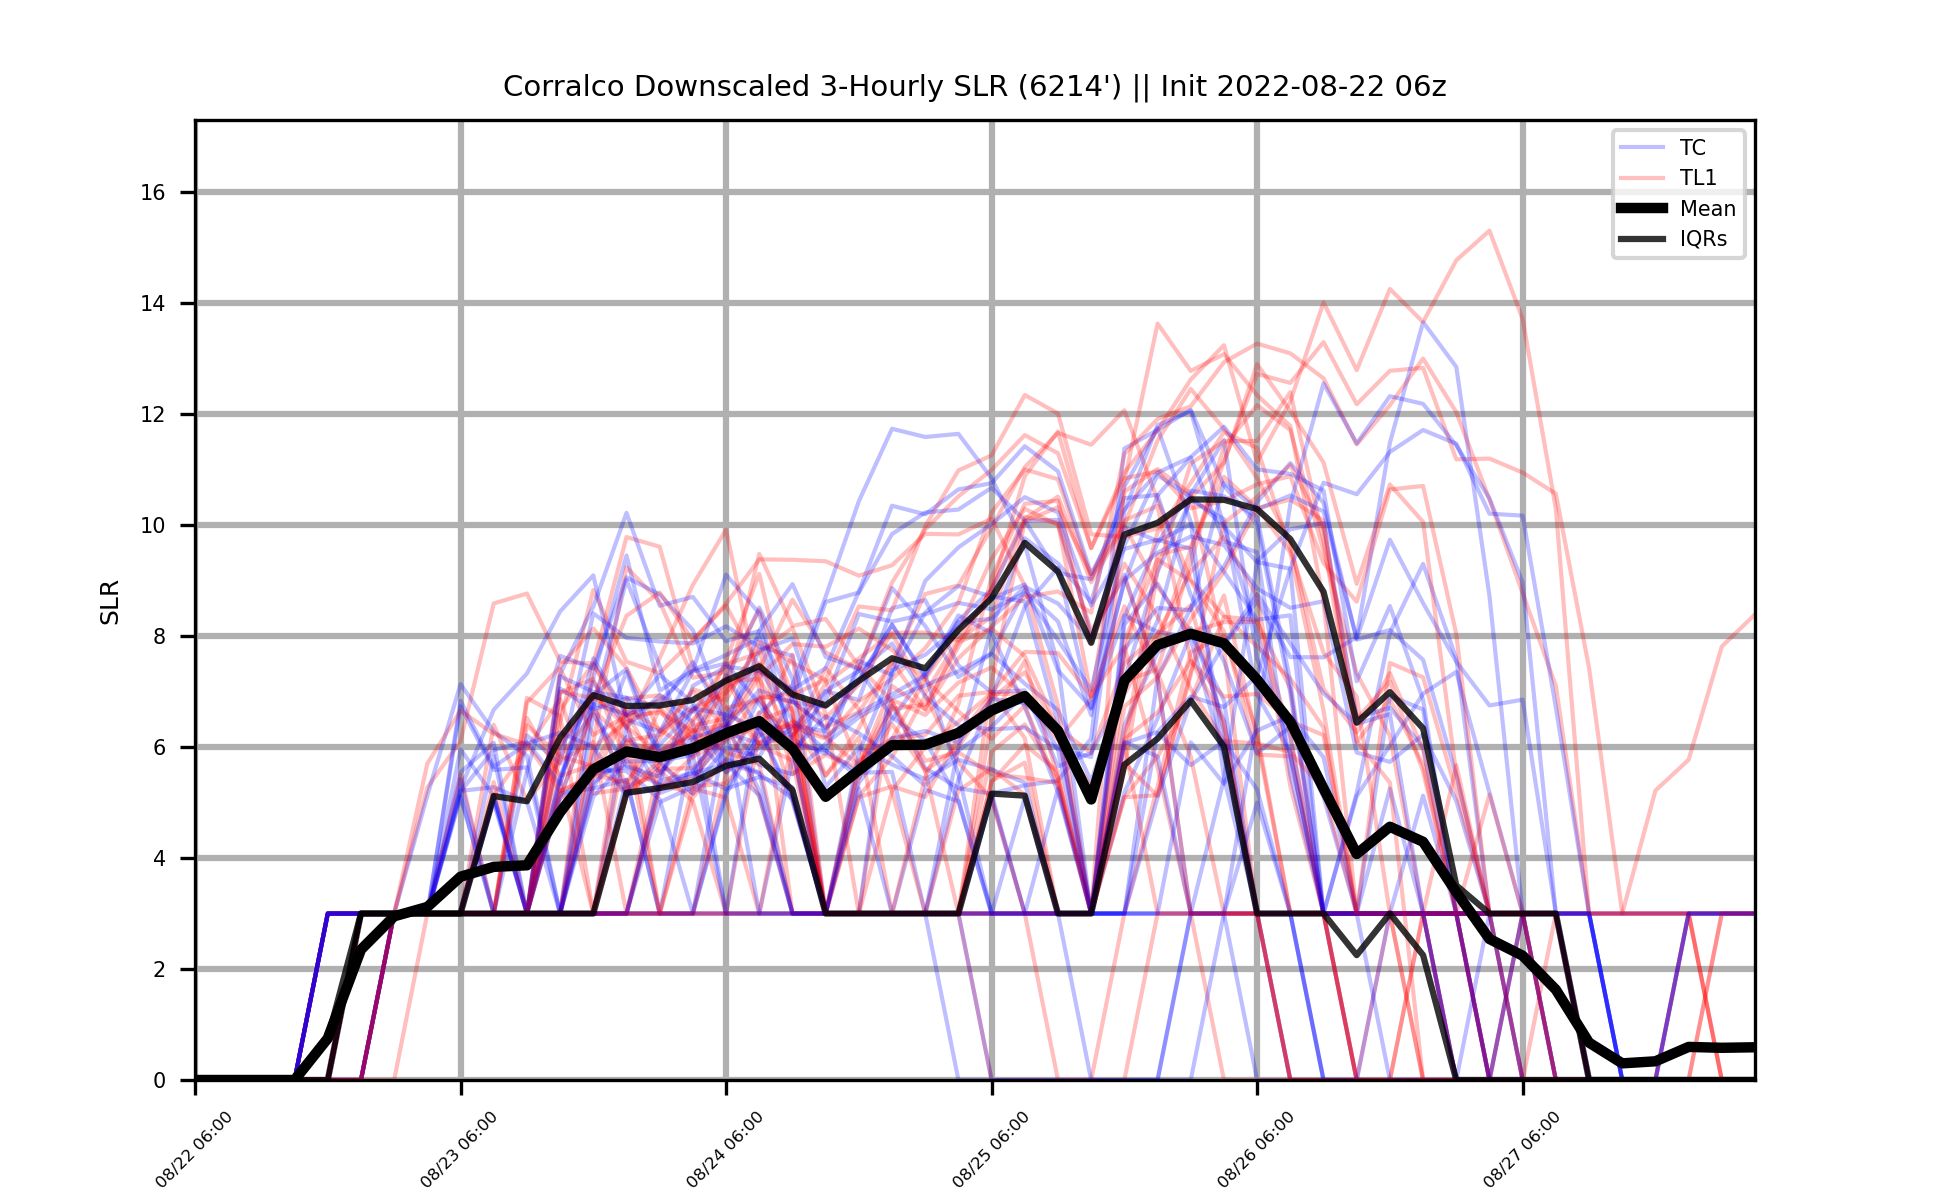 Corralco Downscaled 3-Hourly SLR (6214') || Init 2022-08-22 06z
TC
TL1
Mean
IQRs
SLR
16
14
12
10
8
6
4
2
0
08/22 06:00
08/23 06:00
08/24 06:00
08/25 06:00
08/26 06:00
08/27 06:00